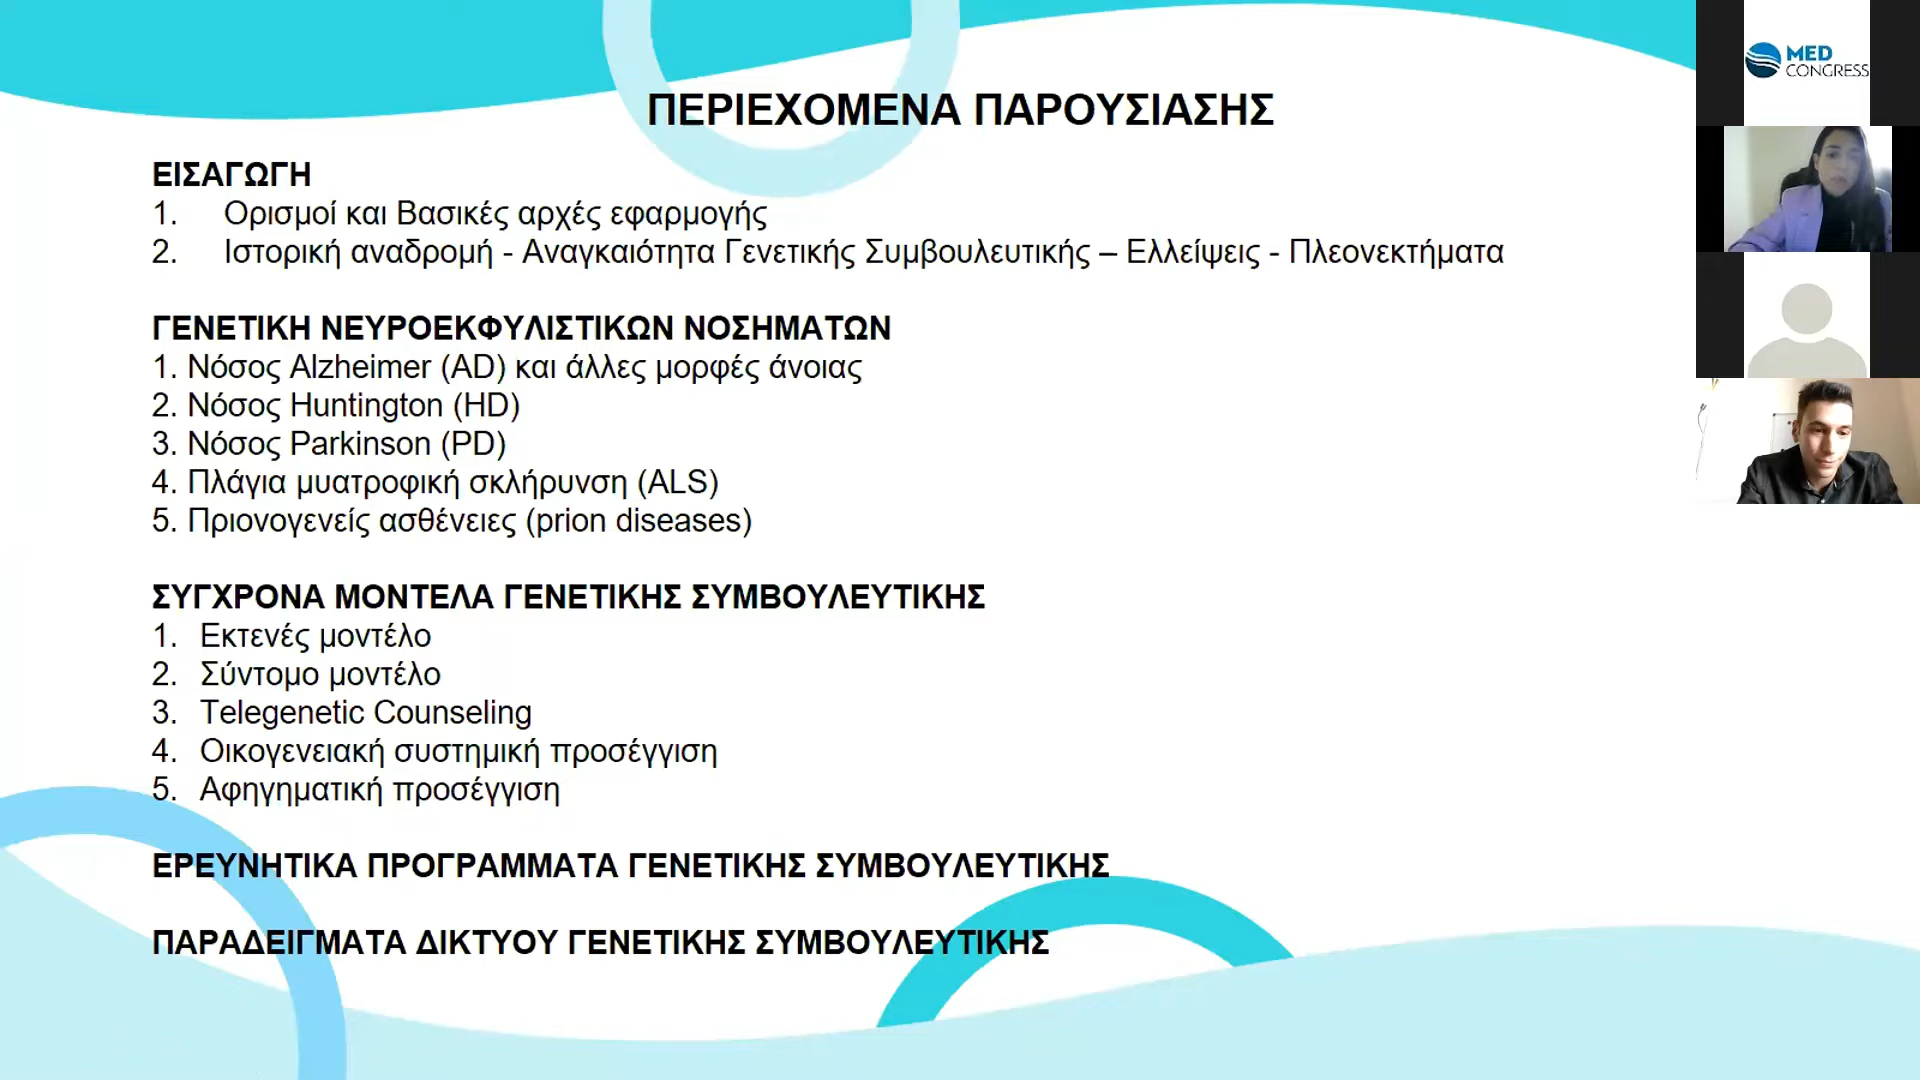 ΠΕΡΙΕΧΟΜΕΝΑ ΠΑΡΟΥΣΙΑΣΗΣ
ΕΙΣΑΓΩΓΗ
1. Ορισμοί και Βασικές αρχές εφαρμογής
2. Ιστορική αναδρομή - Αναγκαιότητα Γενετικής Συμβουλευτικής – Ελλείψεις - Πλεονεκτήματα
ΓΕΝΕΤΙΚΗ ΝΕΥΡΟΕΚΦΥΛΙΣΤΙΚΩΝ ΝΟΣΗΜΑΤΩΝ
1. Νόσος Alzheimer (AD) και άλλες μορφές άνοιας
2. Νόσος Huntington (HD)
3. Νόσος Parkinson (PD)
4. Πλάγια μυατροφική σκλήρυνση (ALS)
5. Πριονογενείς ασθένειες (prion diseases)
ΣΥΓΧΡΟΝΑ ΜΟΝΤΕΛΑ ΓΕΝΕΤΙΚΗΣ ΣΥΜΒΟΥΛΕΥΤΙΚΗΣ
1. Εκτενές μοντέλο
2. Σύντομο μοντέλο
3. Telegenetic Counseling
4. Οικογενειακή συστημική προσέγγιση
5. Αφηγηματική προσέγγιση
ΕΡΕΥΝΗΤΙΚΑ ΠΡΟΓΡΑΜΜΑΤΑ ΓΕΝΕΤΙΚΗΣ ΣΥΜΒΟΥΛΕΥΤΙΚΗΣ
ΠΑΡΑΔΕΙΓΜΑΤΑ ΔΙΚΤΥΟΥ ΓΕΝΕΤΙΚΗΣ ΣΥΜΒΟΥΛΕΥΤΙΚΗΣ
MED
CONGRESS